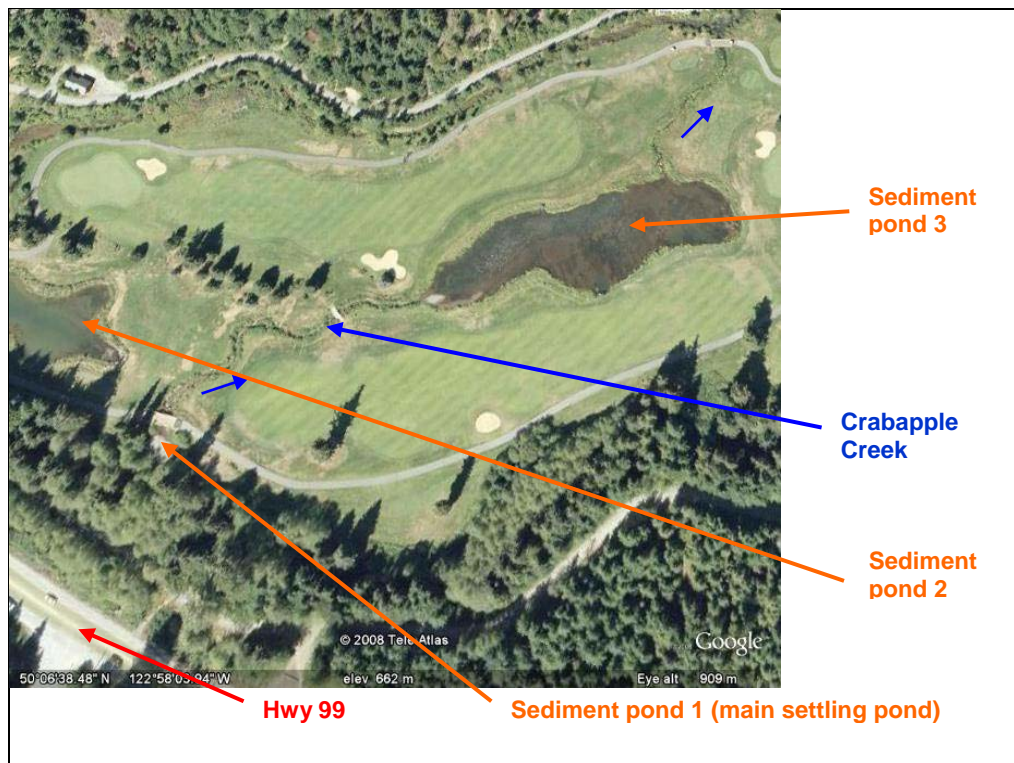 Sediment
pond 3
Crabapple
Creek
Sediment
pond 2
© 2008 Tele Atlas
Google
50°06'38.48" N 122°58'03.94" W elev 662 m Eye alt 909 m
Hwy 99
Sediment pond 1 (main settling pond)